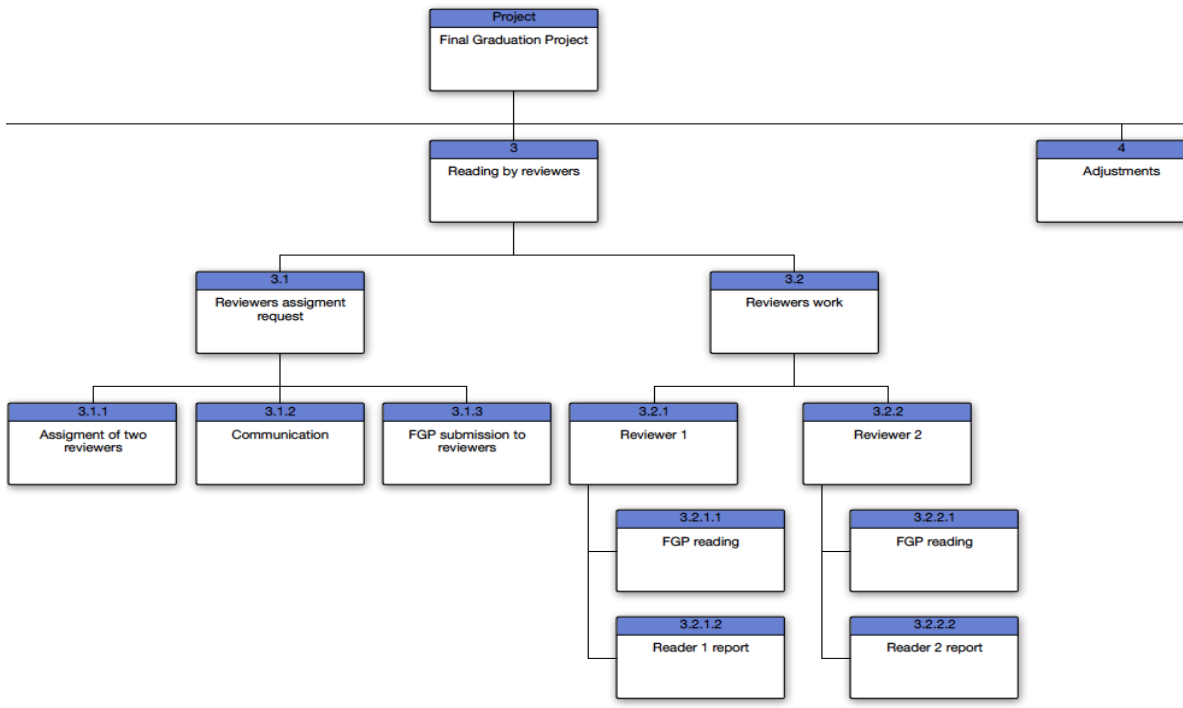 Project
Final Graduation Project
3
Reading by reviewers
4
Adjustments
3.1
Reviewers assigment
request
3.2
Reviewers work
3.1.1
Assigment of two
reviewers
3.1.2
Communication
3.1.3
FGP submission to
reviewers
3.2.1
Reviewer 1
3.2.2
Reviewer 2
3.2.1.1
FGP reading
3.2.2.1
FGP reading
3.2.1.2
Reader 1 report
3.2.2.2
Reader 2 report